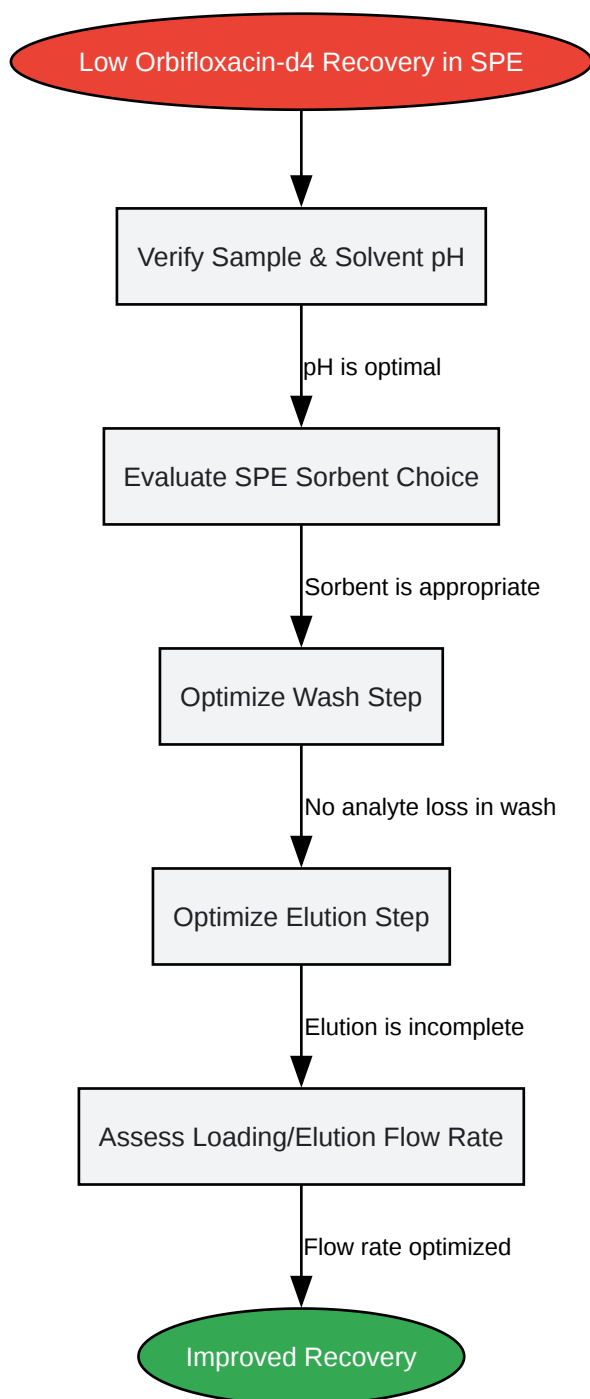 Low Orbifloxacin-d4 Recovery in SPE
Verify Sample & Solvent pH
pH is optimal
Evaluate SPE Sorbent Choice
Sorbent is appropriate
Optimize Wash Step
No analyte loss in wash
Optimize Elution Step
Elution is incomplete
Assess Loading/Elution Flow Rate
Flow rate optimized
Improved Recovery